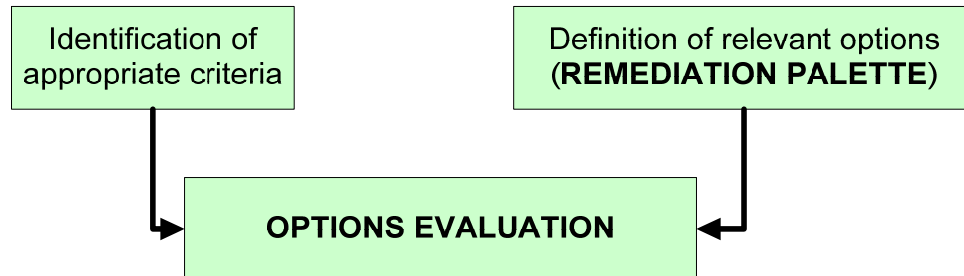 Identification of
appropriate criteria
Definition of relevant options
(REMEDIATION PALETTE)
OPTIONS EVALUATION